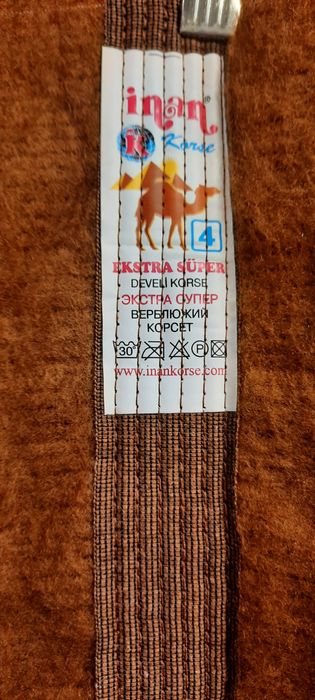 inan®
K Korse
4
EKSTRA SÜPER
DEVELİ KORSE
ЭКСТРА СУПЕР
ВЕРБЛЮЖИЙ
КОРСЕТ
30° P
www.inankorse.com